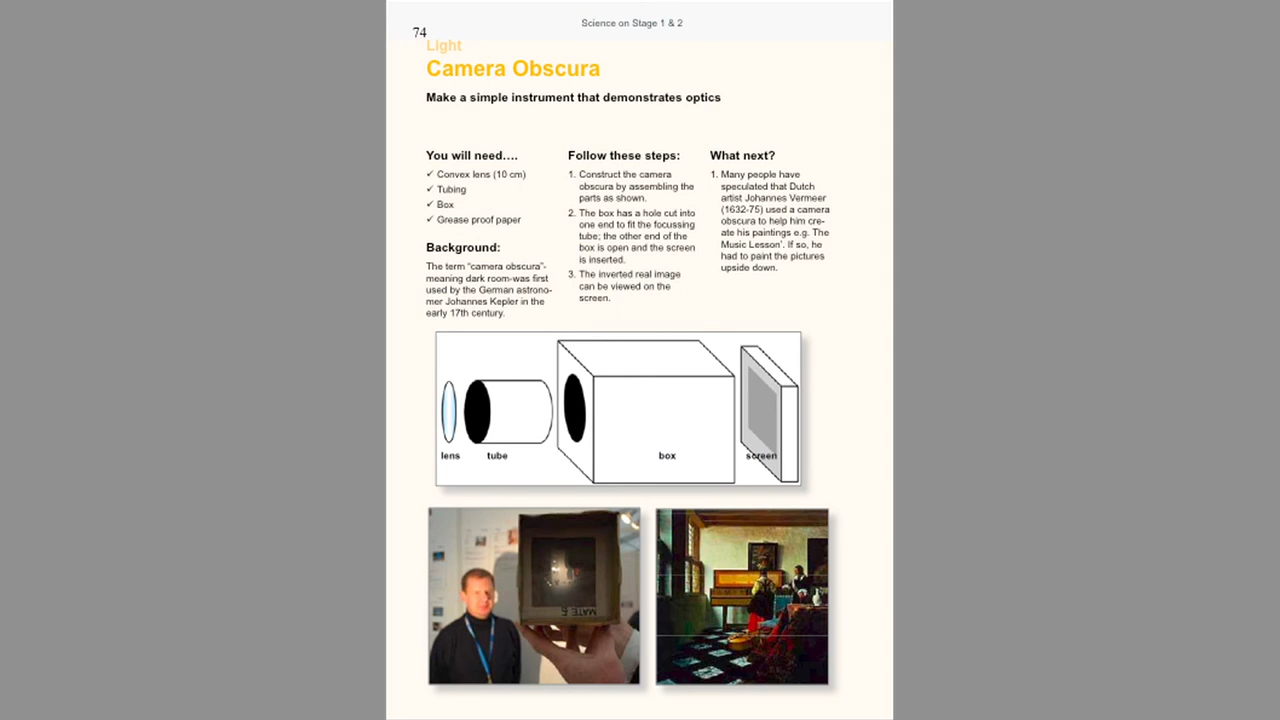 Science on Stage 1 & 2
74
Light
Camera Obscura
Make a simple instrument that demonstrates optics
You will need….
✓ Convex lens (10 cm)
✓ Tubing
✓ Box
✓ Grease proof paper
Background:
The term “camera obscura”-
meaning dark room-was first
used by the German astrono-
mer Johannes Kepler in the
early 17th century.
Follow these steps:
1. Construct the camera
obscura by assembling the
parts as shown.
2. The box has a hole cut into
one end to fit the focussing
tube; the other end of the
box is open and the screen
is inserted.
3. The inverted real image
can be viewed on the
screen.
What next?
1. Many people have
speculated that Dutch
artist Johannes Vermeer
(1632-75) used a camera
obscura to help him cre-
ate his paintings e.g. The
Music Lesson’. If so, he
had to paint the pictures
upside down.
lens
tube
box
screen